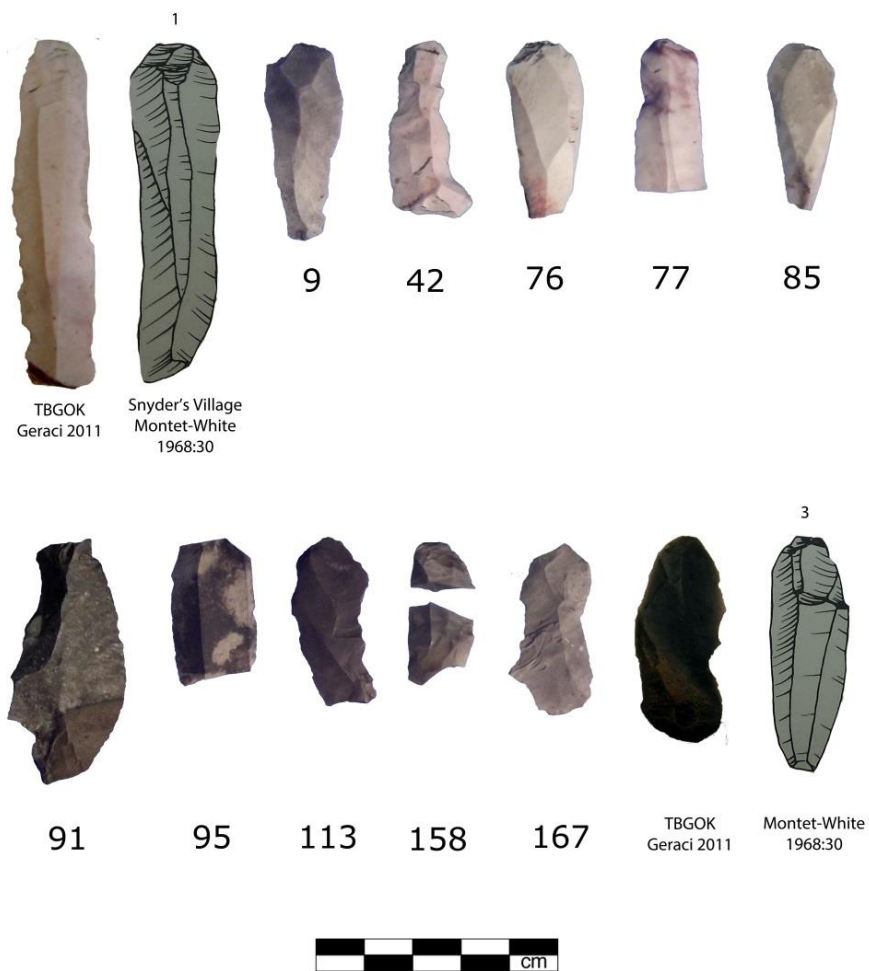 1
9
42
76
77
85
TBGOK
Geraci 2011
Snyder's Village
Montet-White
1968:30
3
91
95
113
158
167
TBGOK
Geraci 2011
Montet-White
1968:30
cm